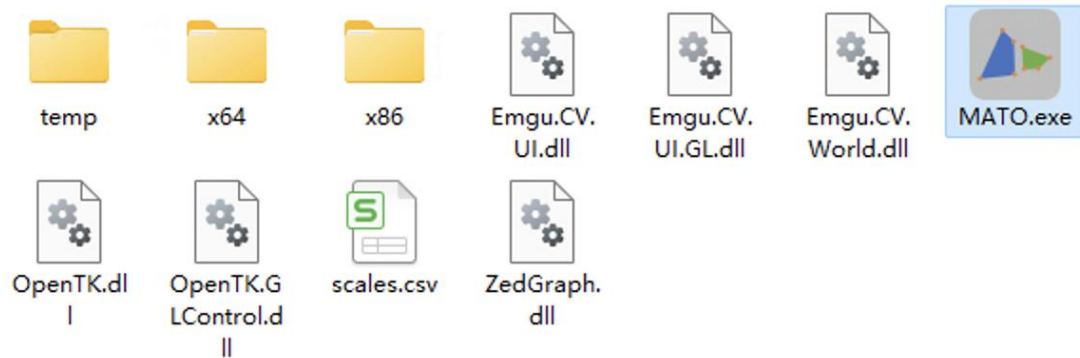 temp
x64
x86
Emgu.CV.
UI.dll
Emgu.CV.
UI.GL.dll
Emgu.CV.
World.dll
MATO.exe
OpenTK.dl
l
OpenTK.G
LControl.d
ll
S
scales.csv
ZedGraph.
dll